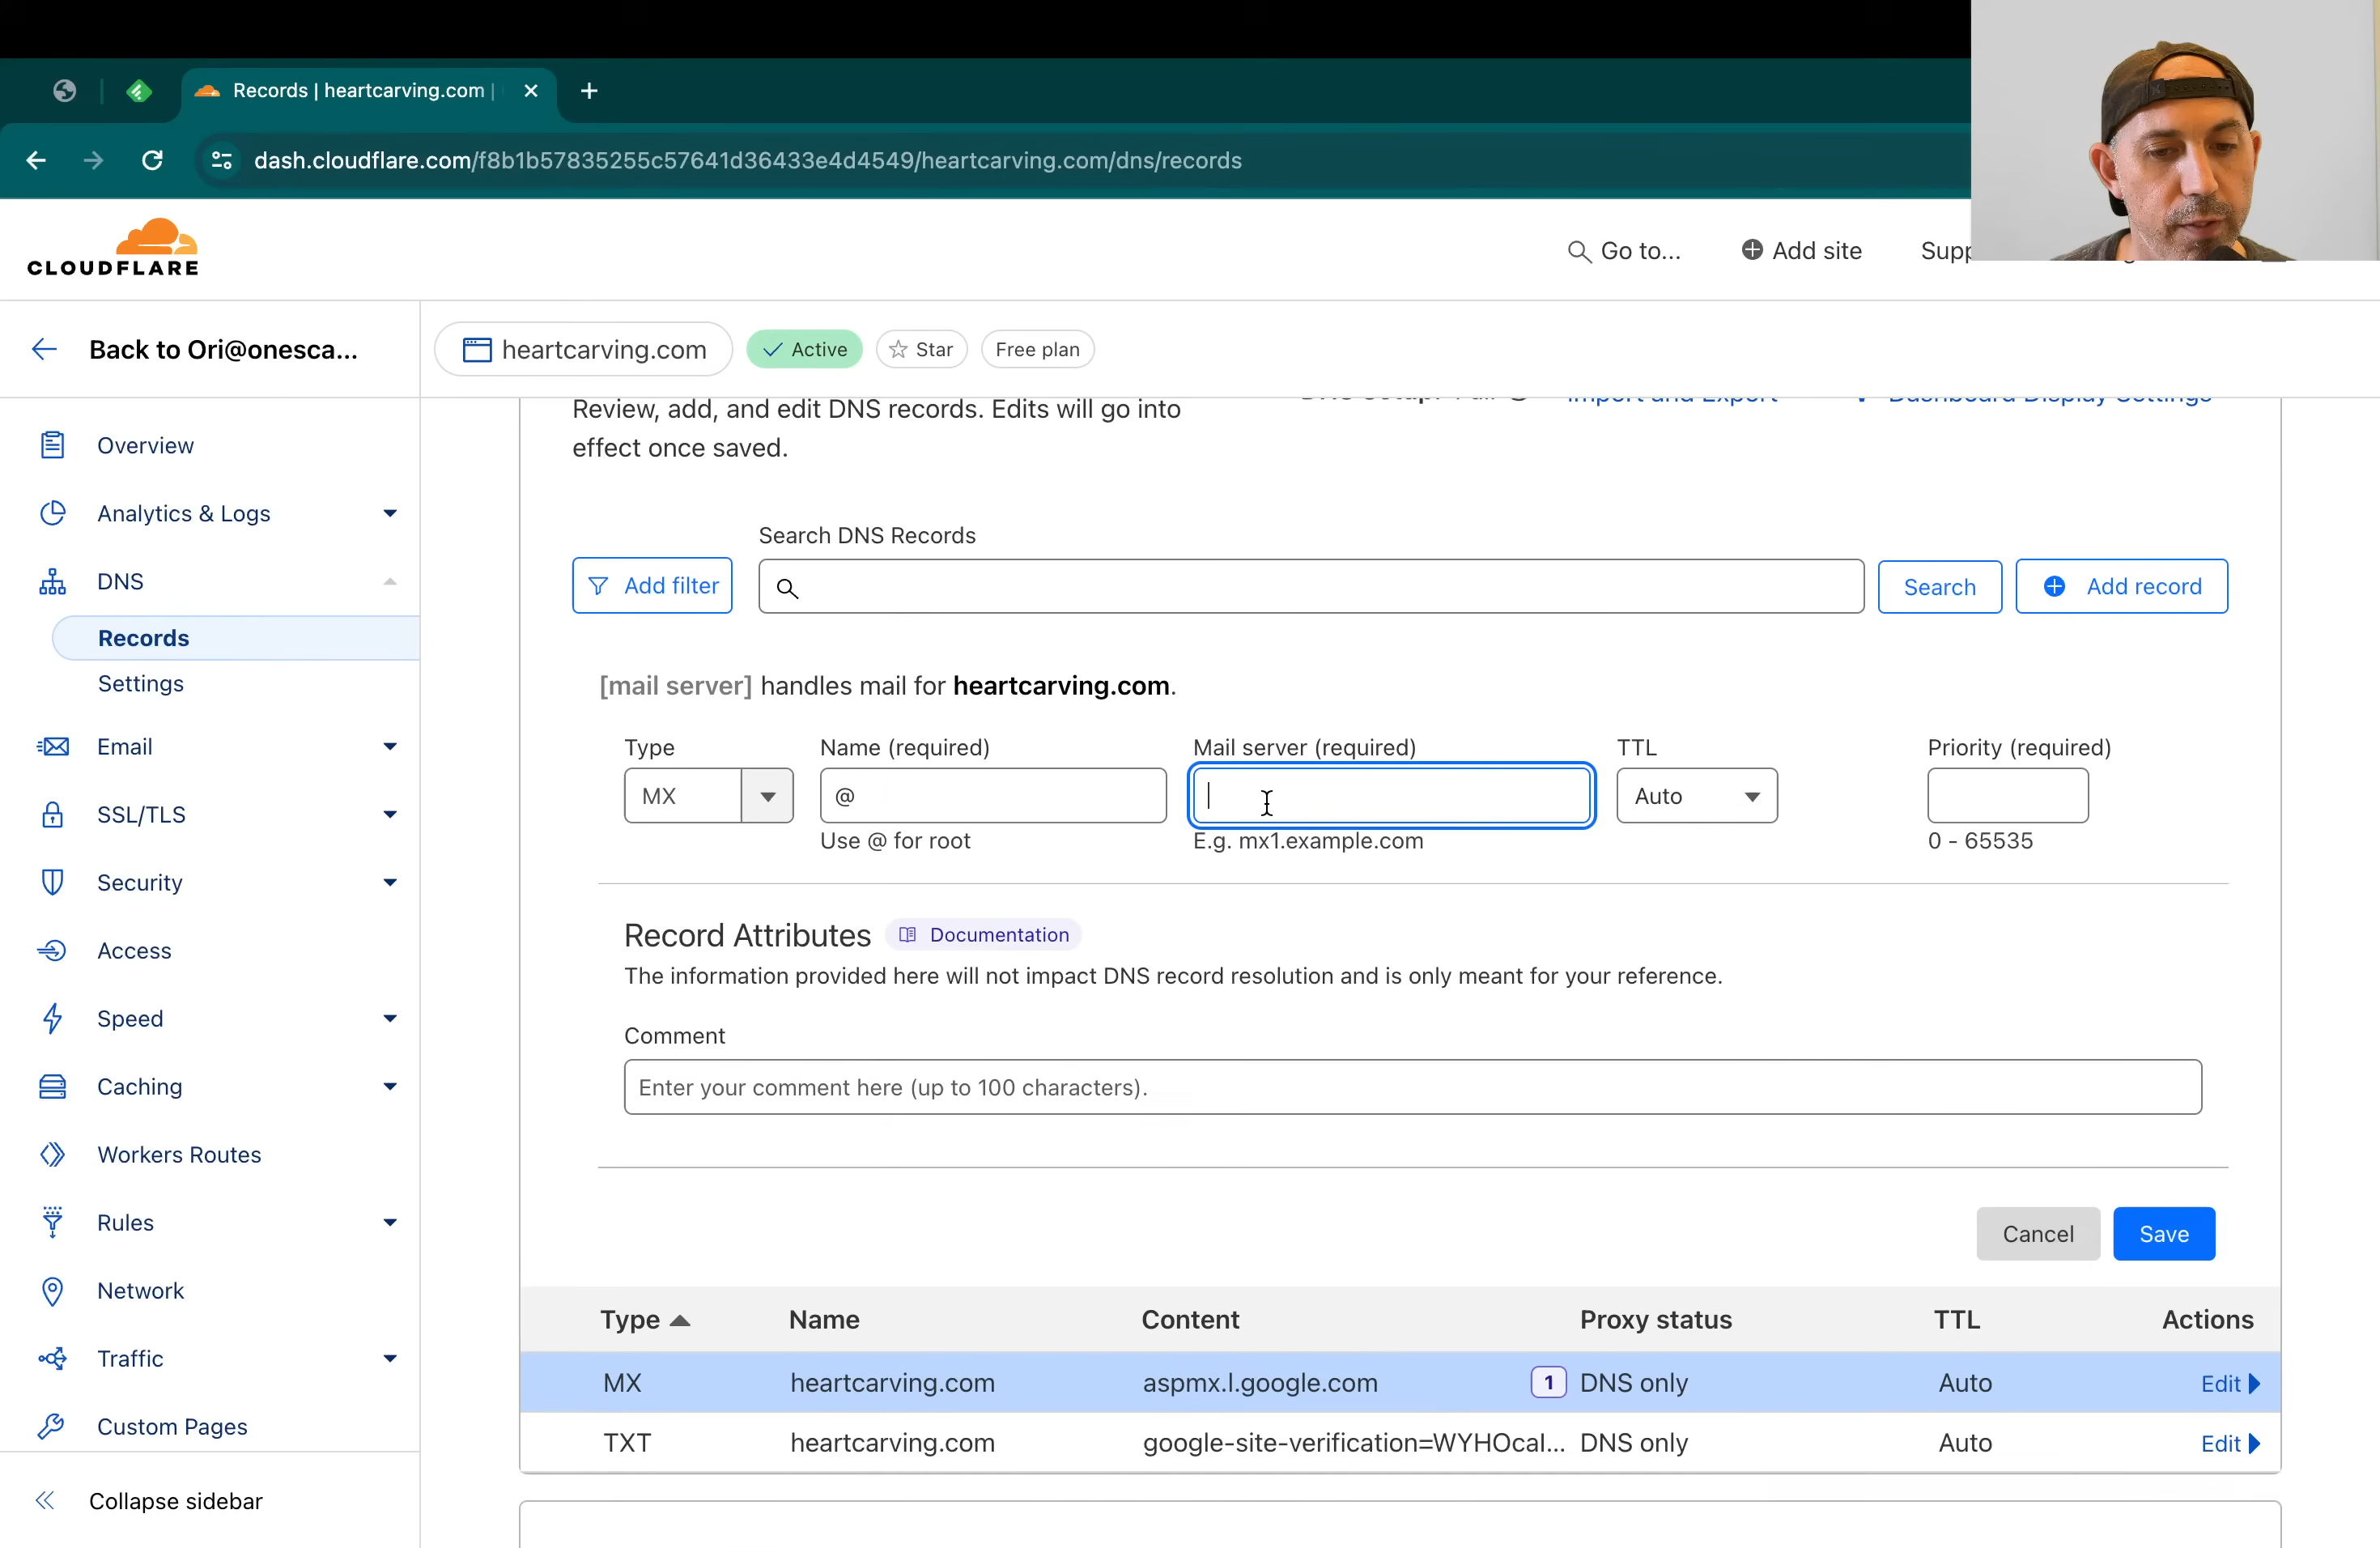 Records | heartcarving.com |
dash.cloudflare.com/f8b1b57835255c57641d36433e4d4549/heartcarving.com/dns/records
CLOUDFLARE
Go to...
Add site
Back to Ori@onesca...
heartcarving.com
Active
Star
Free plan
Overview
Analytics & Logs
DNS
Records
Settings
Email
SSL/TLS
Security
Access
Speed
Caching
Workers Routes
Rules
Network
Traffic
Custom Pages
Collapse sidebar
Review, add, and edit DNS records. Edits will go into
effect once saved.
Import and Export
Dashboard Display Settings
Search DNS Records
Add filter
Search
Add record
[mail server] handles mail for heartcarving.com.
Type
Name (required)
Mail server (required)
TTL
Priority (required)
MX
@
Auto
Use @ for root
E.g. mx1.example.com
0 - 65535
Record Attributes
Documentation
The information provided here will not impact DNS record resolution and is only meant for your reference.
Comment
Enter your comment here (up to 100 characters).
Cancel
Save
Type Name Content Proxy status TTL Actions
MX heartcarving.com aspmx.l.google.com 1 DNS only Auto Edit
TXT heartcarving.com google-site-verification=WYHOcal... DNS only Auto Edit